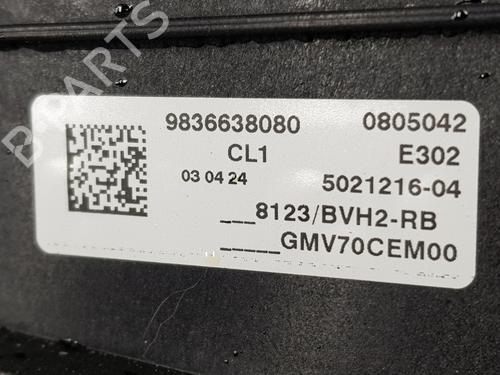 B-PARTS
9836638080 0805042
CL1 E302
03 04 24 5021216-04
___8123/BVH2-RB
_____GMV70CEM00